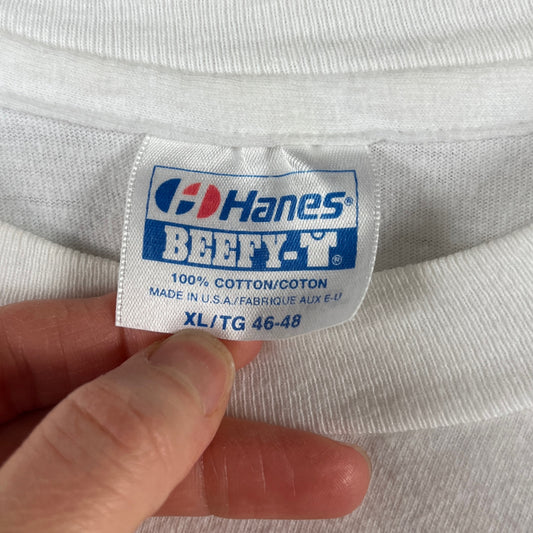 Hanes®
BEEFY-T®
100% COTTON/COTON
MADE IN U.S.A./FABRIQUE AUX E-U
XL/TG 46-48